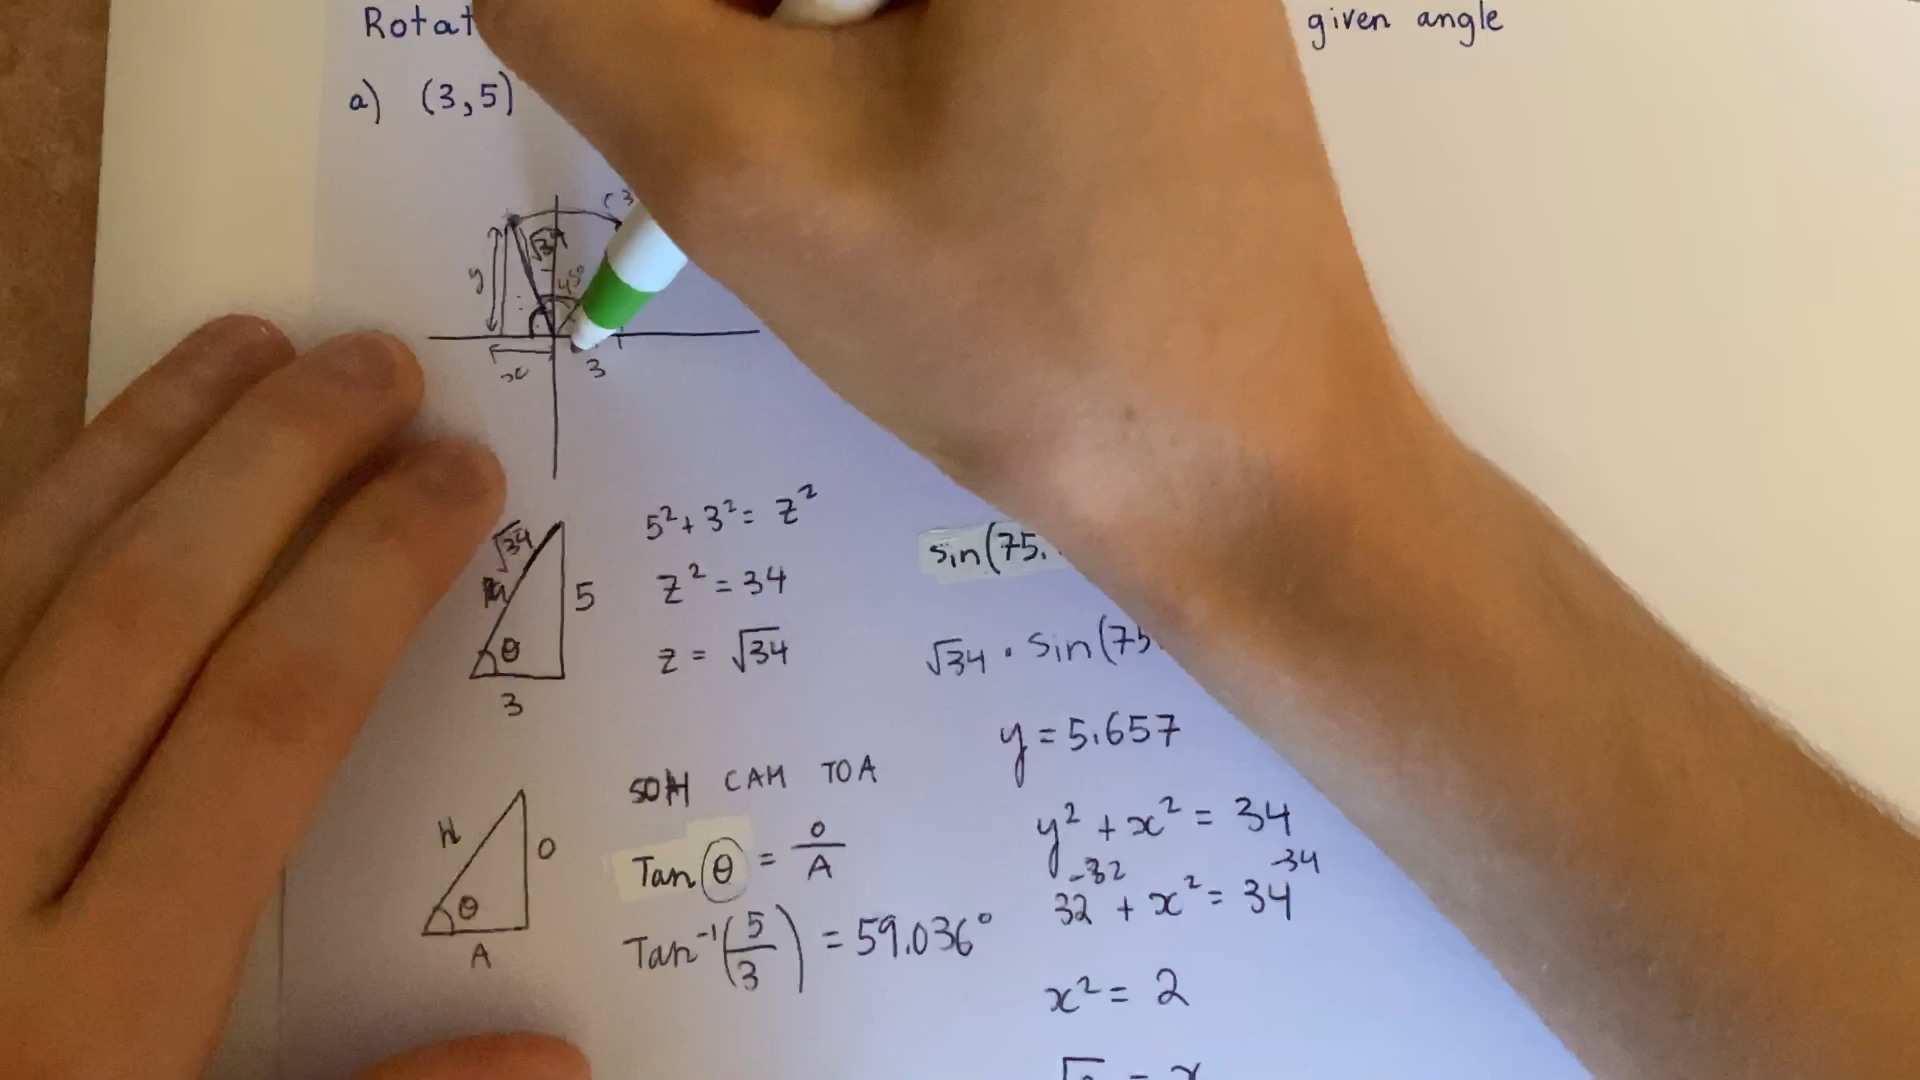 Rotat given angle
a) (3,5)
(3
√3
y
45°
x
3
√34
5
θ
3
5² + 3² = z²
z² = 34
z = √34
sin(75.
√34 · sin(75
y = 5.657
y² + x² = 34
-32 -34
32 + x² = 34
x² = 2
= x
SOH CAH TOA
H
O
θ
A
Tan θ = O/A
Tan⁻¹(5/3) = 59.036°